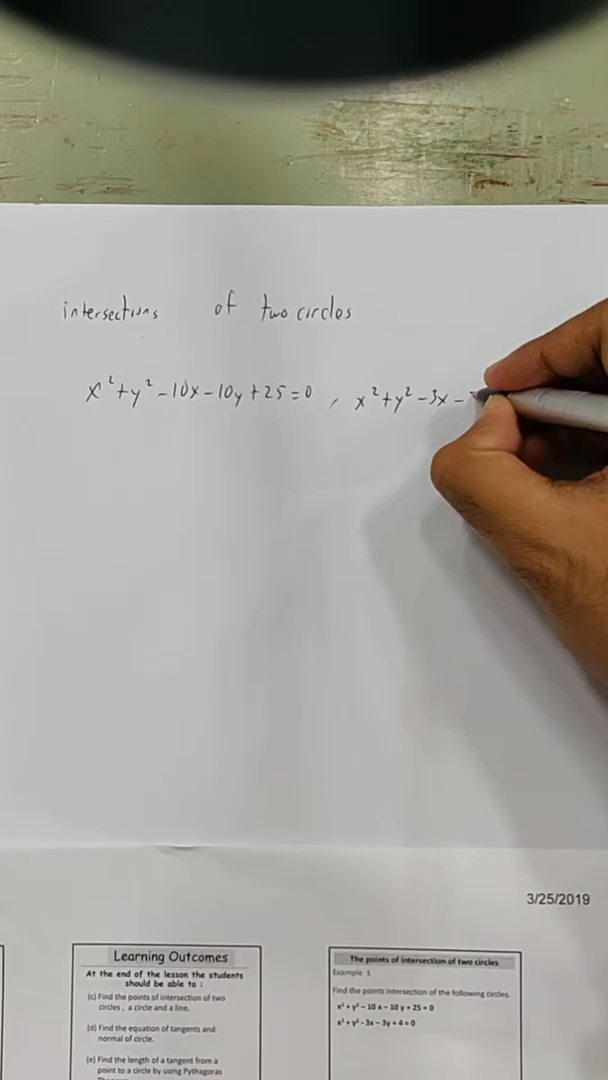 intersections of two circles
x² + y² - 10x - 10y + 25 = 0 , x² + y² - 3x -
3/25/2019
Learning Outcomes
At the end of the lesson the students
should be able to :
(c) Find the points of intersection of two
circles , a circle and a line.
(d) Find the equation of tangents and
normal of circle.
(e) Find the length of a tangent from a
point to a circle by using Pythagoras
The points of intersection of two circles
Example 1
Find the points intersection of the following circles.
x² + y² - 10 x - 10 y + 25 = 0
x² + y² - 3x - 3y + 4 = 0